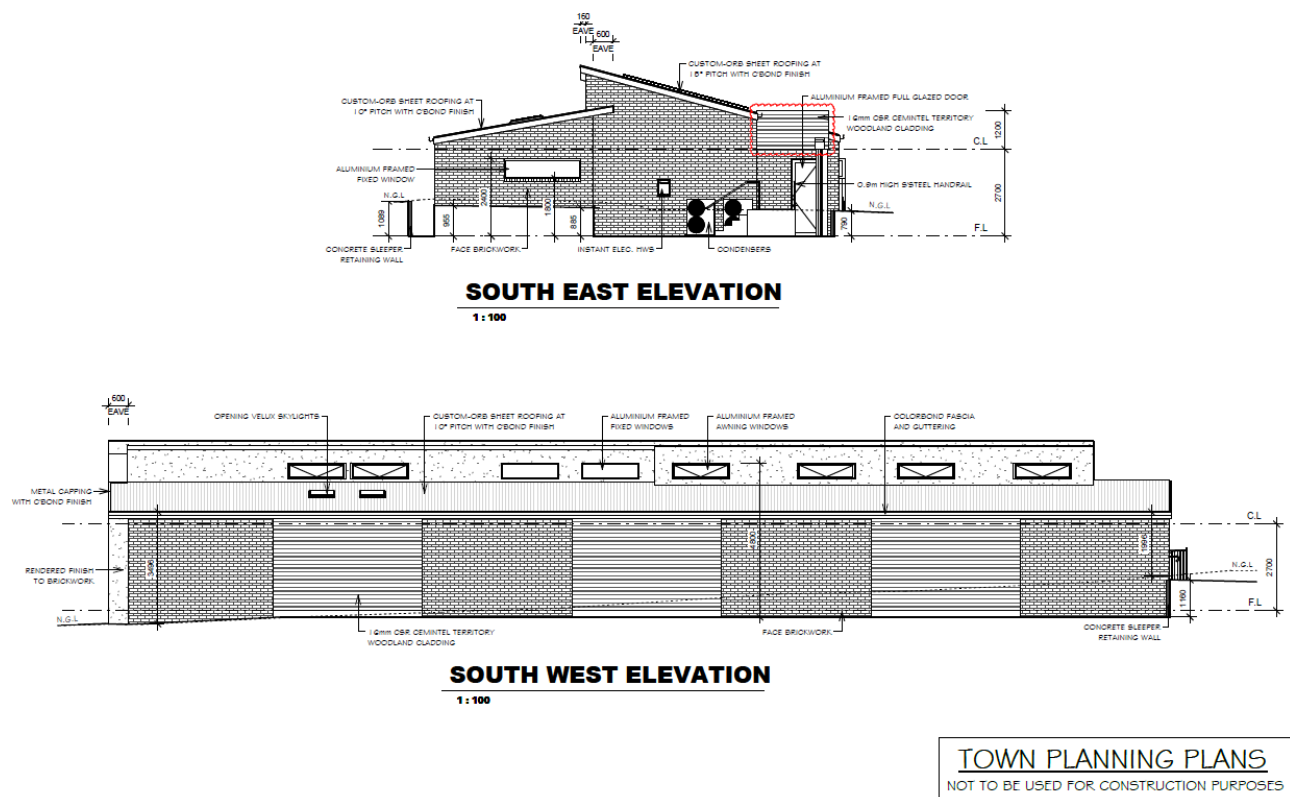 160
EAVE
600
EAVE
CUSTOM-ORB SHEET ROOFING AT
18° PITCH WITH C'BOND FINISH
ALUMINIUM FRAMED FULL GLAZED DOOR
CUSTOM-ORB SHEET ROOFING AT
10° PITCH WITH C'BOND FINISH
16mm CSR CEMINTEL TERRITORY
WOODLAND CLADDING
1200
C.L
ALUMINIUM FRAMED
FIXED WINDOW
0.9m HIGH S'STEEL HANDRAIL
2700
N.G.L
2400
1800
N.G.L
1089
955
885
790
F.L
CONCRETE SLEEPER
RETAINING WALL
FACE BRICKWORK
INSTANT ELEC. HWS
CONDENSERS
SOUTH EAST ELEVATION
1 : 100
600
EAVE
OPENING VELUX SKYLIGHTS
CUSTOM-ORB SHEET ROOFING AT
10° PITCH WITH C'BOND FINISH
ALUMINIUM FRAMED
FIXED WINDOWS
ALUMINIUM FRAMED
AWNING WINDOWS
COLORBOND FASCIA
AND GUTTERING
METAL CAPPING
WITH C'BOND FINISH
C.L
4800
1996
3496
RENDERED FINISH
TO BRICKWORK
N.G.L
2700
1160
F.L
N.G.L
16mm CSR CEMINTEL TERRITORY
WOODLAND CLADDING
FACE BRICKWORK
CONCRETE SLEEPER
RETAINING WALL
SOUTH WEST ELEVATION
1 : 100
TOWN PLANNING PLANS
NOT TO BE USED FOR CONSTRUCTION PURPOSES